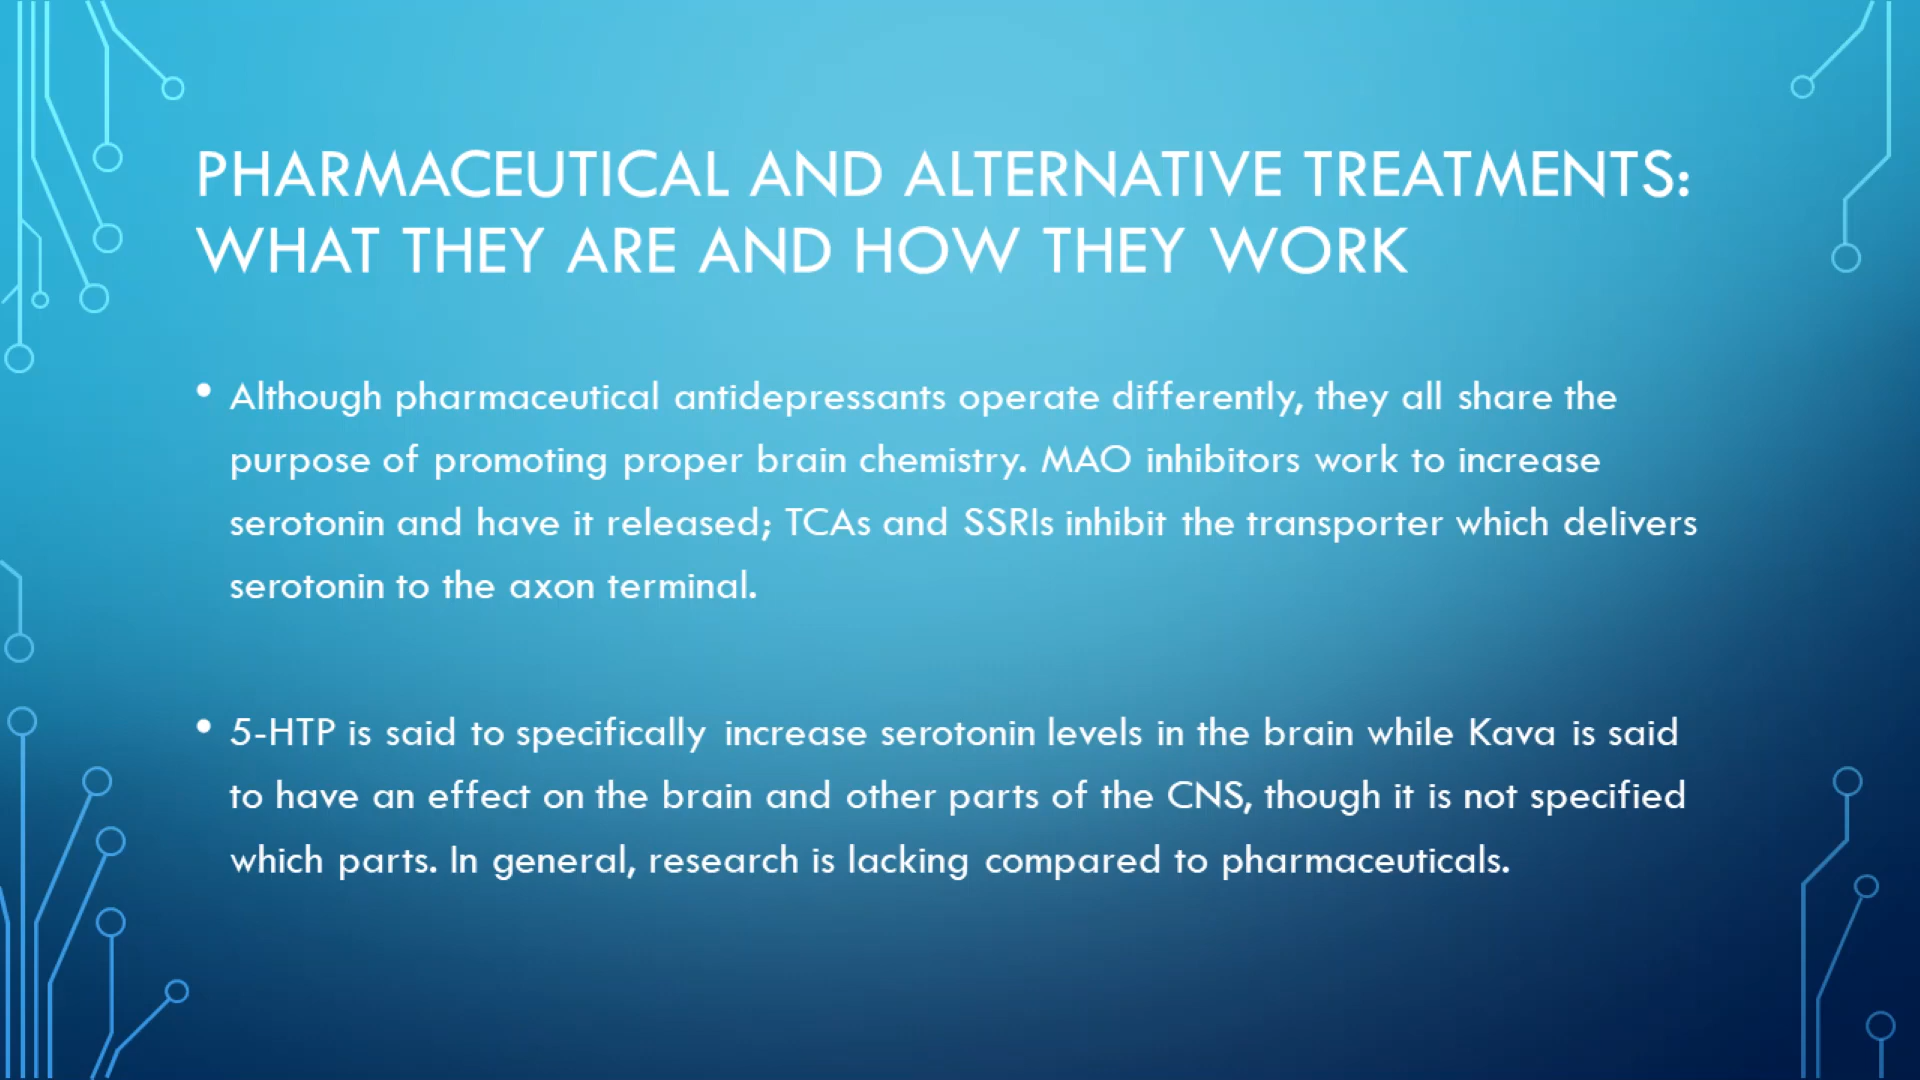 PHARMACEUTICAL AND ALTERNATIVE TREATMENTS:
WHAT THEY ARE AND HOW THEY WORK
• Although pharmaceutical antidepressants operate differently, they all share the
purpose of promoting proper brain chemistry. MAO inhibitors work to increase
serotonin and have it released; TCAs and SSRIs inhibit the transporter which delivers
serotonin to the axon terminal.
• 5-HTP is said to specifically increase serotonin levels in the brain while Kava is said
to have an effect on the brain and other parts of the CNS, though it is not specified
which parts. In general, research is lacking compared to pharmaceuticals.